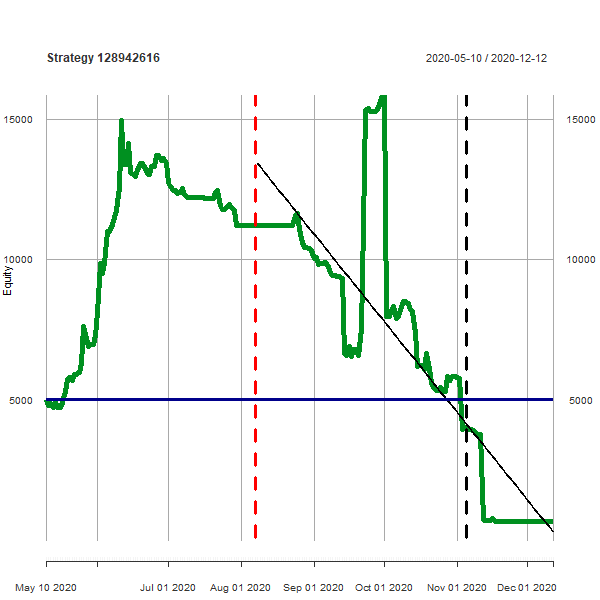 Strategy 128942616
2020-05-10 / 2020-12-12
15000
15000
10000
10000
Equity
5000
5000
May 10 2020
Jul 01 2020
Aug 01 2020
Sep 01 2020
Oct 01 2020
Nov 01 2020
Dec 01 2020